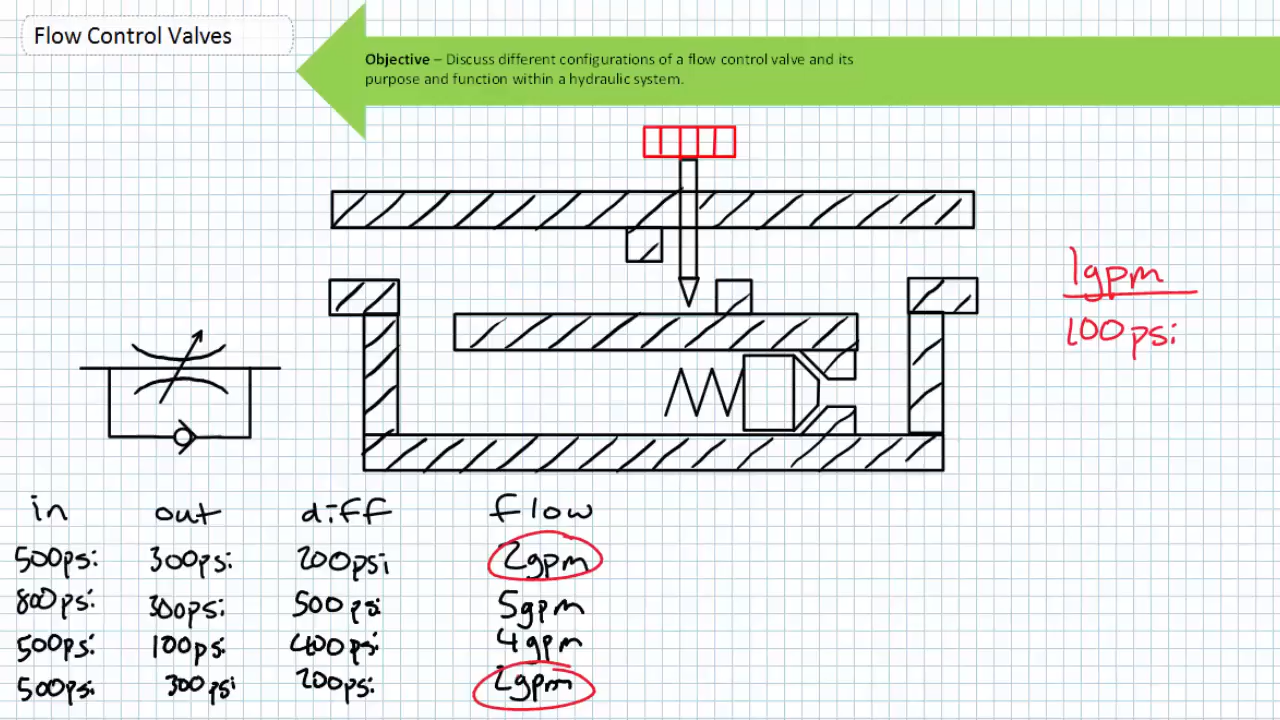 Flow Control Valves
Objective – Discuss different configurations of a flow control valve and its
purpose and function within a hydraulic system.
1gpm
100psi
in out diff flow
500psi 300psi 200psi 2gpm
800psi 300psi 500psi 5gpm
500psi 100psi 400psi 4gpm
500psi 300psi 200psi 2gpm